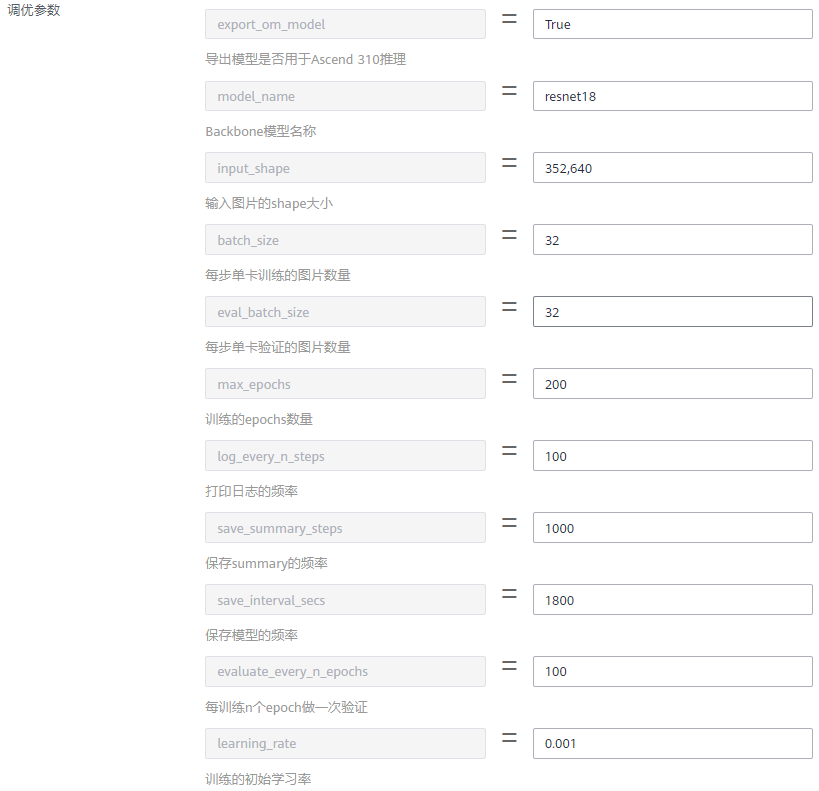 调优参数
export_om_model = True
导出模型是否用于Ascend 310推理
model_name = resnet18
Backbone模型名称
input_shape = 352,640
输入图片的shape大小
batch_size = 32
每步单卡训练的图片数量
eval_batch_size = 32
每步单卡验证的图片数量
max_epochs = 200
训练的epochs数量
log_every_n_steps = 100
打印日志的频率
save_summary_steps = 1000
保存summary的频率
save_interval_secs = 1800
保存模型的频率
evaluate_every_n_epochs = 100
每训练n个epoch做一次验证
learning_rate = 0.001
训练的初始学习率